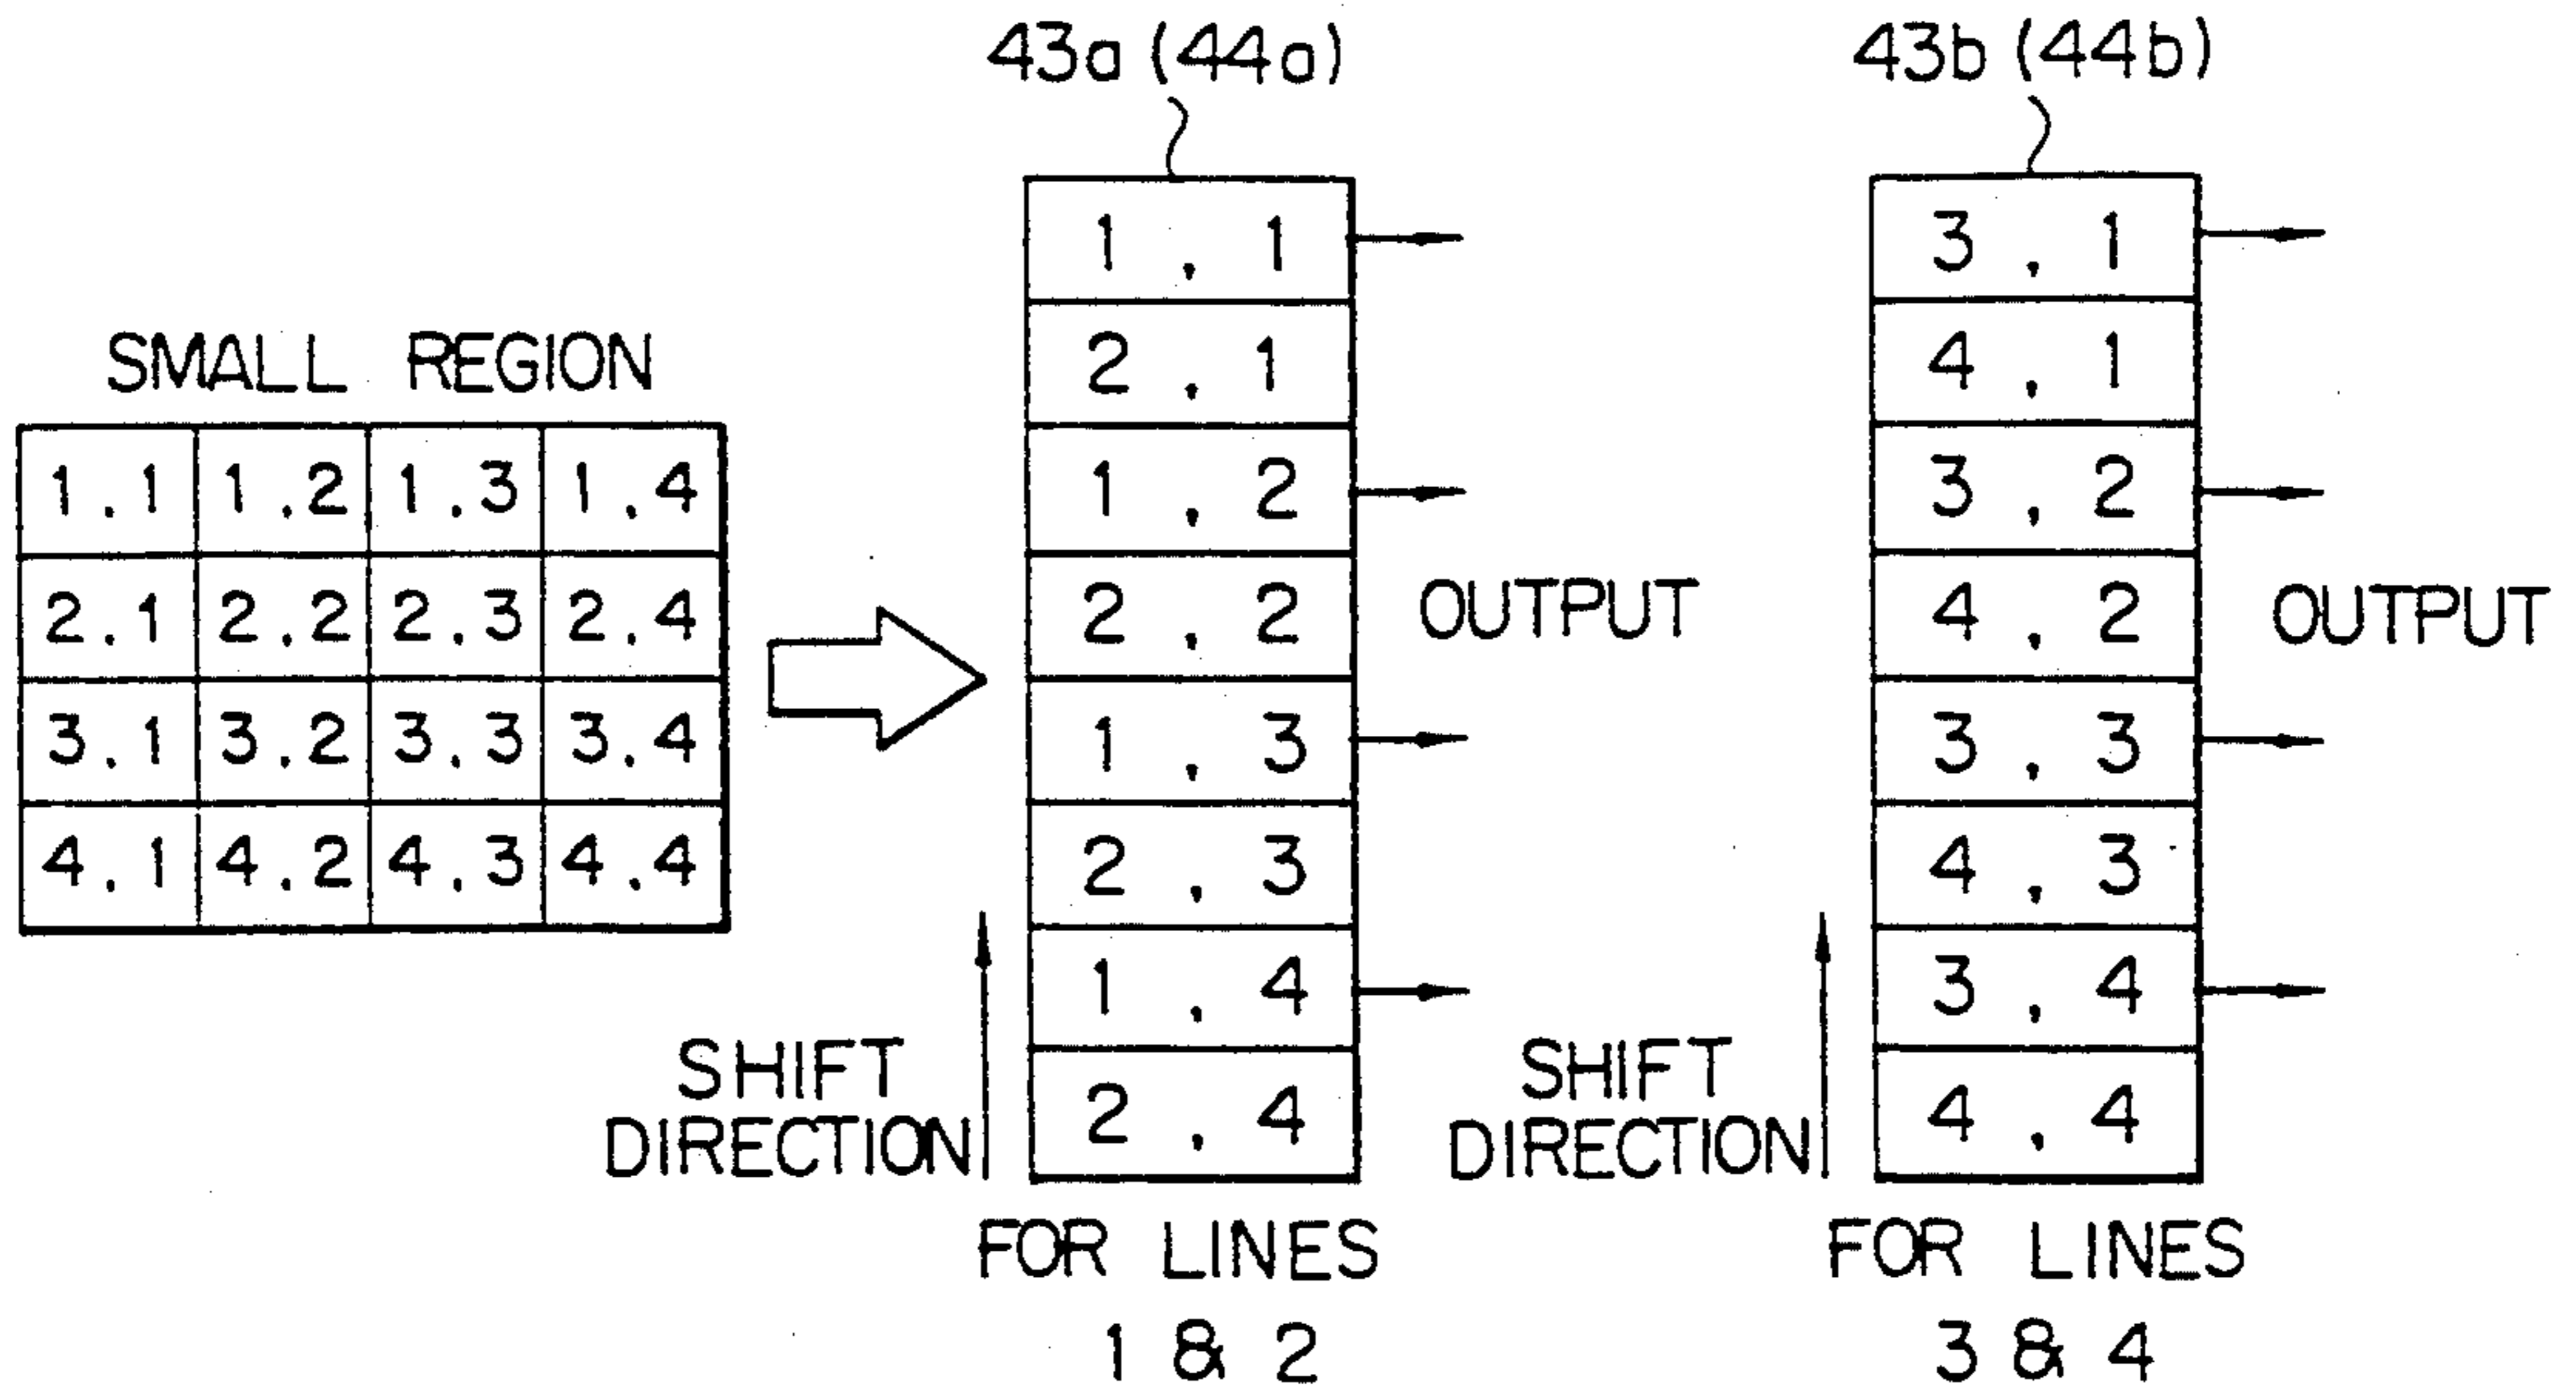 43a (44a)
43b (44b)
SMALL REGION
1.1 1.2 1.3 1.4
2.1 2.2 2.3 2.4
3.1 3.2 3.3 3.4
4.1 4.2 4.3 4.4
1 , 1
2 , 1
1 , 2
2 , 2
1 , 3
2 , 3
1 , 4
2 , 4
OUTPUT
SHIFT
DIRECTION
FOR LINES
1 & 2
3 , 1
4 , 1
3 , 2
4 , 2
3 , 3
4 , 3
3 , 4
4 , 4
OUTPUT
SHIFT
DIRECTION
FOR LINES
3 & 4